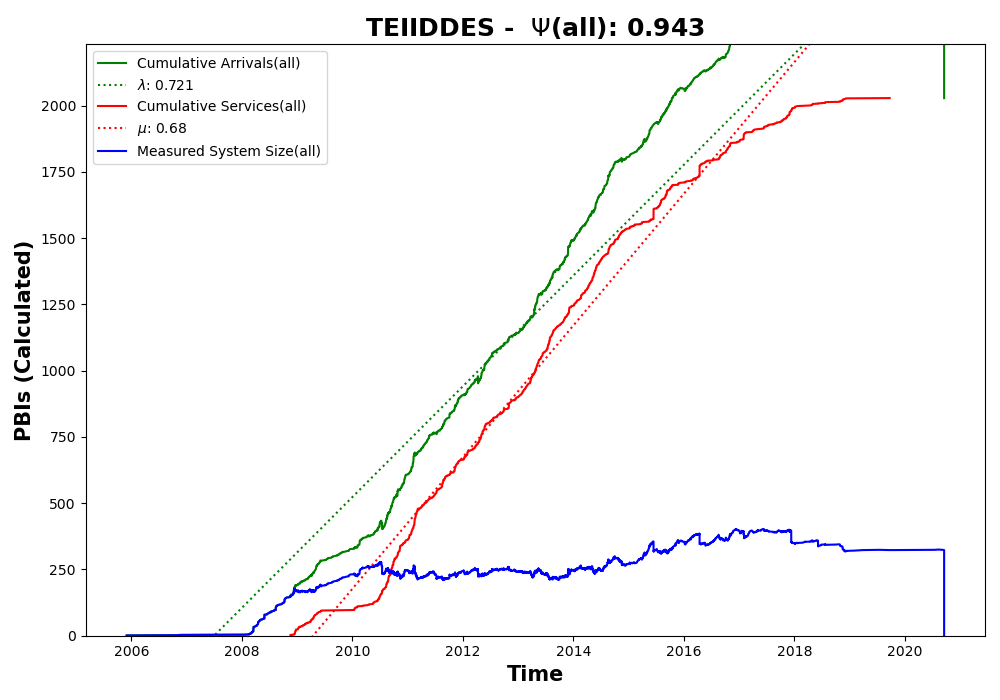 TEIIDDES - Ψ(all): 0.943
Cumulative Arrivals(all)
λ: 0.721
Cumulative Services(all)
μ: 0.68
Measured System Size(all)
PBIs (Calculated)
2000
1750
1500
1250
1000
750
500
250
0
2006 2008 2010 2012 2014 2016 2018 2020
Time